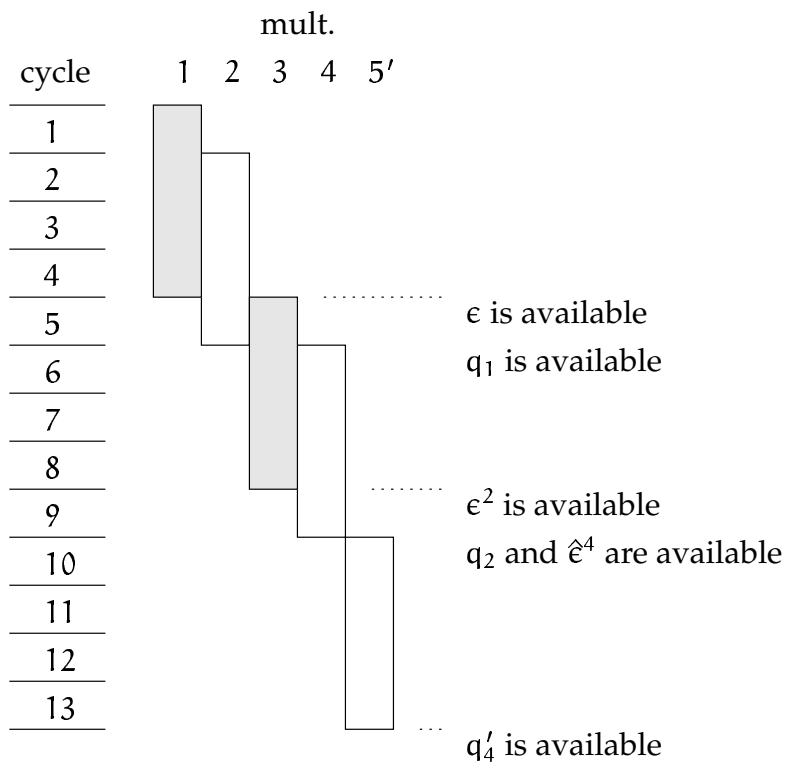 mult.
cycle 1 2 3 4 5′
1
2
3
4
5 ϵ is available
6 q₁ is available
7
8
9 ϵ² is available
10 q₂ and ϵ̂⁴ are available
11
12
13
q′₄ is available